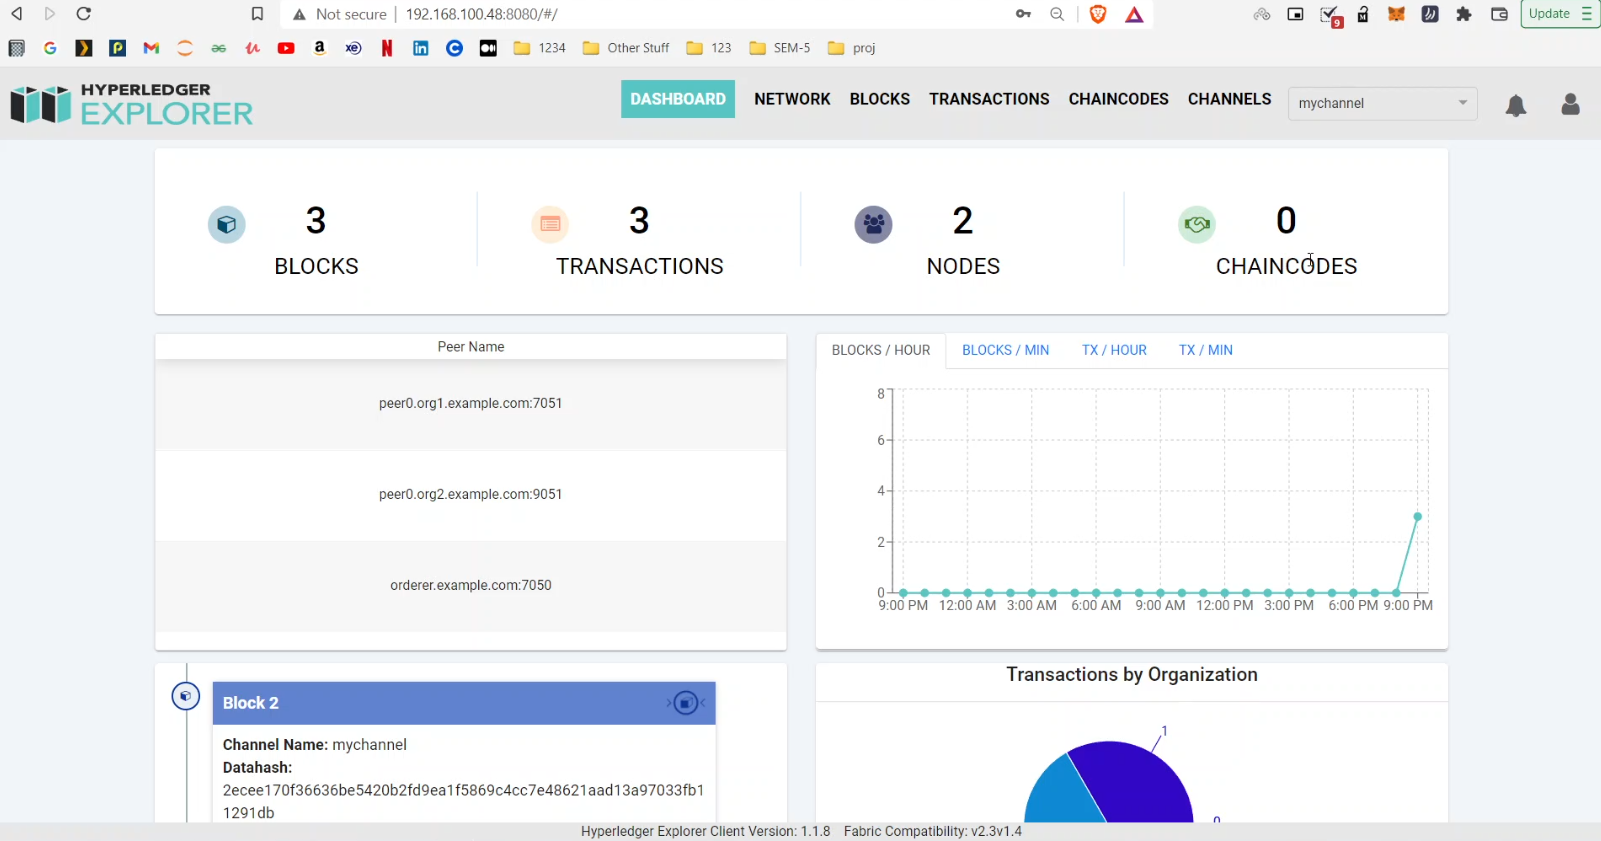 Not secure | 192.168.100.48:8080/#/
9
Update
1234
Other Stuff
123
SEM-5
proj
HYPERLEDGER
EXPLORER
DASHBOARD
NETWORK
BLOCKS
TRANSACTIONS
CHAINCODES
CHANNELS
mychannel
3
BLOCKS
3
TRANSACTIONS
2
NODES
0
CHAINCODES
Peer Name
peer0.org1.example.com:7051
peer0.org2.example.com:9051
orderer.example.com:7050
BLOCKS / HOUR
BLOCKS / MIN
TX / HOUR
TX / MIN
8
6
4
2
0
9:00 PM 12:00 AM 3:00 AM 6:00 AM 9:00 AM 12:00 PM 3:00 PM 6:00 PM 9:00 PM
Block 2
Channel Name: mychannel
Datahash:
2ecee170f36636be5420b2fd9ea1f5869c4cc7e48621aad13a97033fb1
1291db
Transactions by Organization
1
0
Hyperledger Explorer Client Version: 1.1.8 Fabric Compatibility: v2.3v1.4